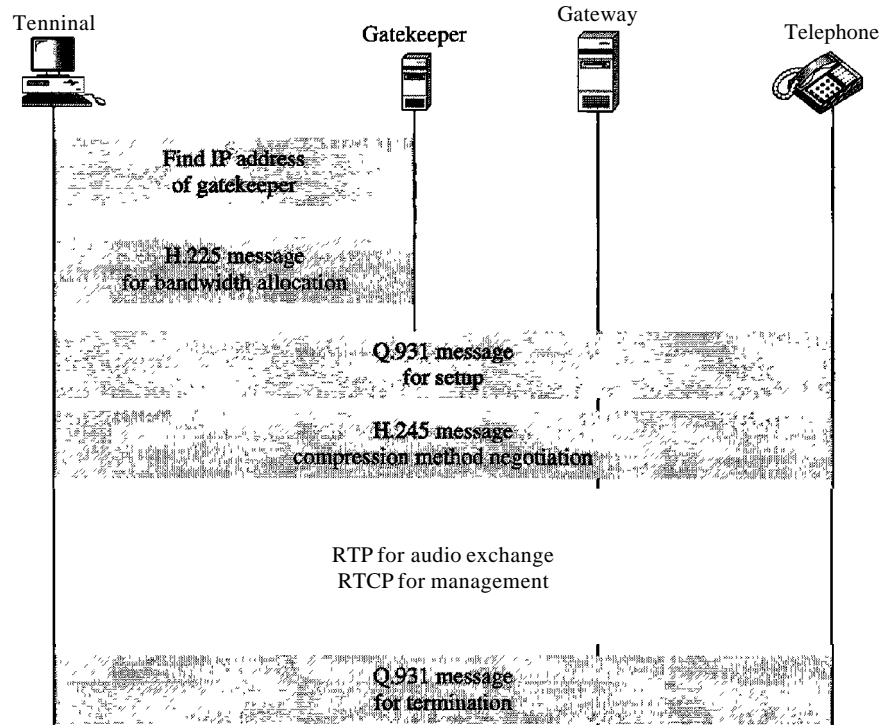 Tenninal
Gatekeeper
Gateway
Telephone
Find IP address
of gatekeeper
H.225 message
for bandwidth allocation
Q.931 message
for setup
H.245 message
compression method negotiation
RTP for audio exchange
RTCP for management
Q.931 message
for termination